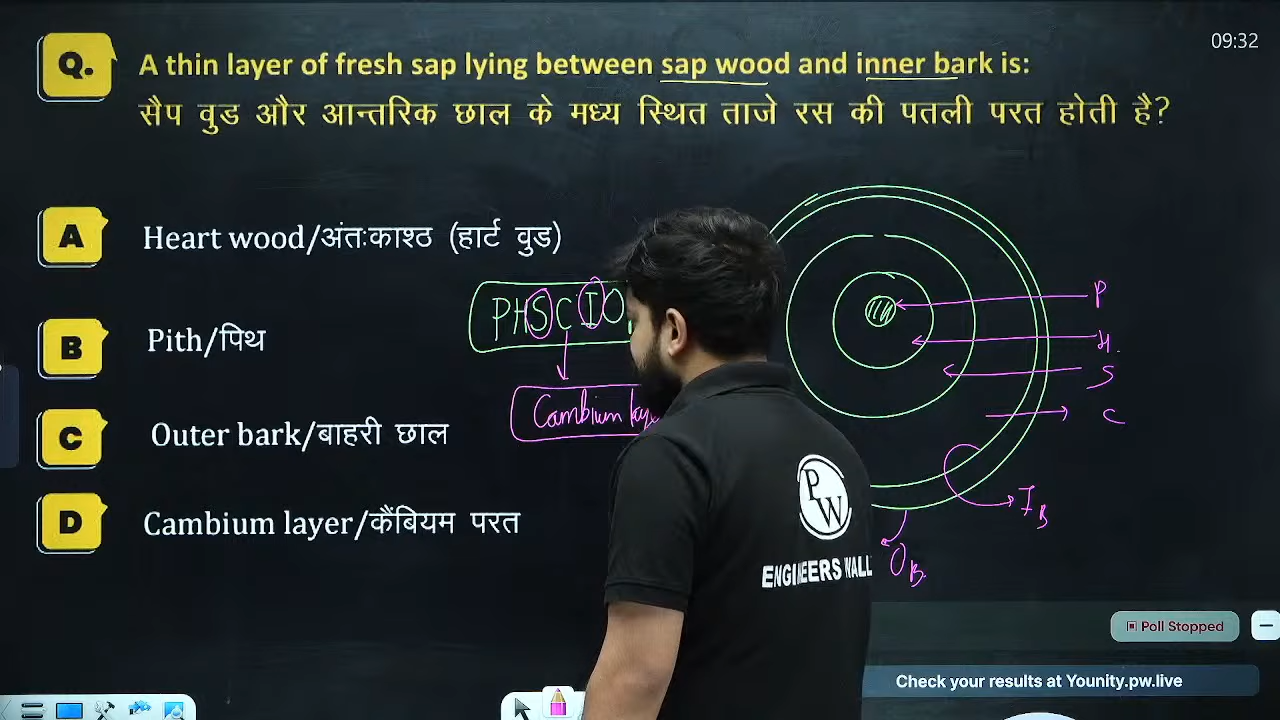 09:32
Q. A thin layer of fresh sap lying between sap wood and inner bark is:
सैप वुड और आन्तरिक छाल के मध्य स्थित ताजे रस की पतली परत होती है?
A Heart wood/अंतःकाश्ठ (हार्ट वुड)
B Pith/पिथ
C Outer bark/बाहरी छाल
D Cambium layer/कैंबियम परत
PHSCIO
Cambium
P
H.
S
C
IB
OB
PW
ENGINEERS WALL
Poll Stopped
Check your results at Younity.pw.live